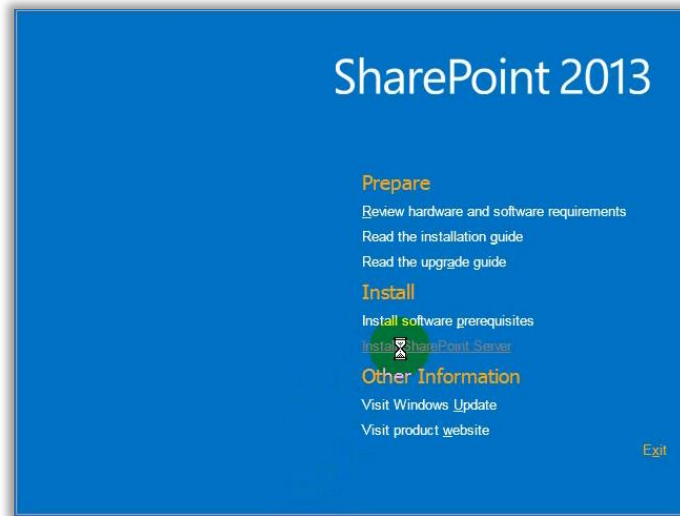 SharePoint 2013
Prepare
Review hardware and software requirements
Read the installation guide
Read the upgrade guide
Install
Install software prerequisites
Install SharePoint Server
Other Information
Visit Windows Update
Visit product website
Exit